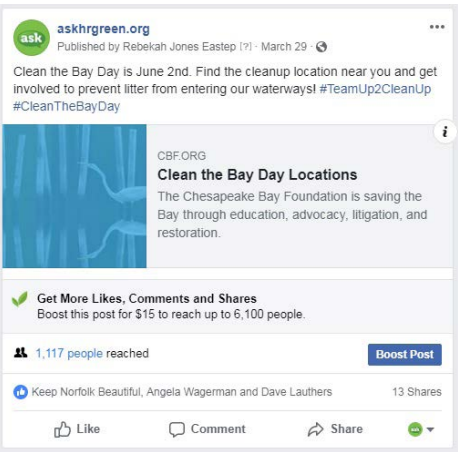 ask
askhrgreen.org
Published by Rebekah Jones Eastep [?] · March 29 ·
Clean the Bay Day is June 2nd. Find the cleanup location near you and get
involved to prevent litter from entering our waterways! #TeamUp2CleanUp
#CleanTheBayDay
i
CBF.ORG
Clean the Bay Day Locations
The Chesapeake Bay Foundation is saving the
Bay through education, advocacy, litigation, and
restoration.
Get More Likes, Comments and Shares
Boost this post for $15 to reach up to 6,100 people.
1,117 people reached
Boost Post
Keep Norfolk Beautiful, Angela Wagerman and Dave Lauthers
13 Shares
Like Comment Share